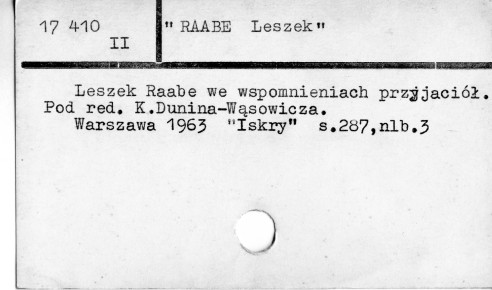 17 410 " RAABE Leszek"
II
Leszek Raabe we wspomnieniach przyjaciół.
Pod red. K.Dunina-Wąsowicza.
Warszawa 1963 "Iskry" s.287,nlb.3